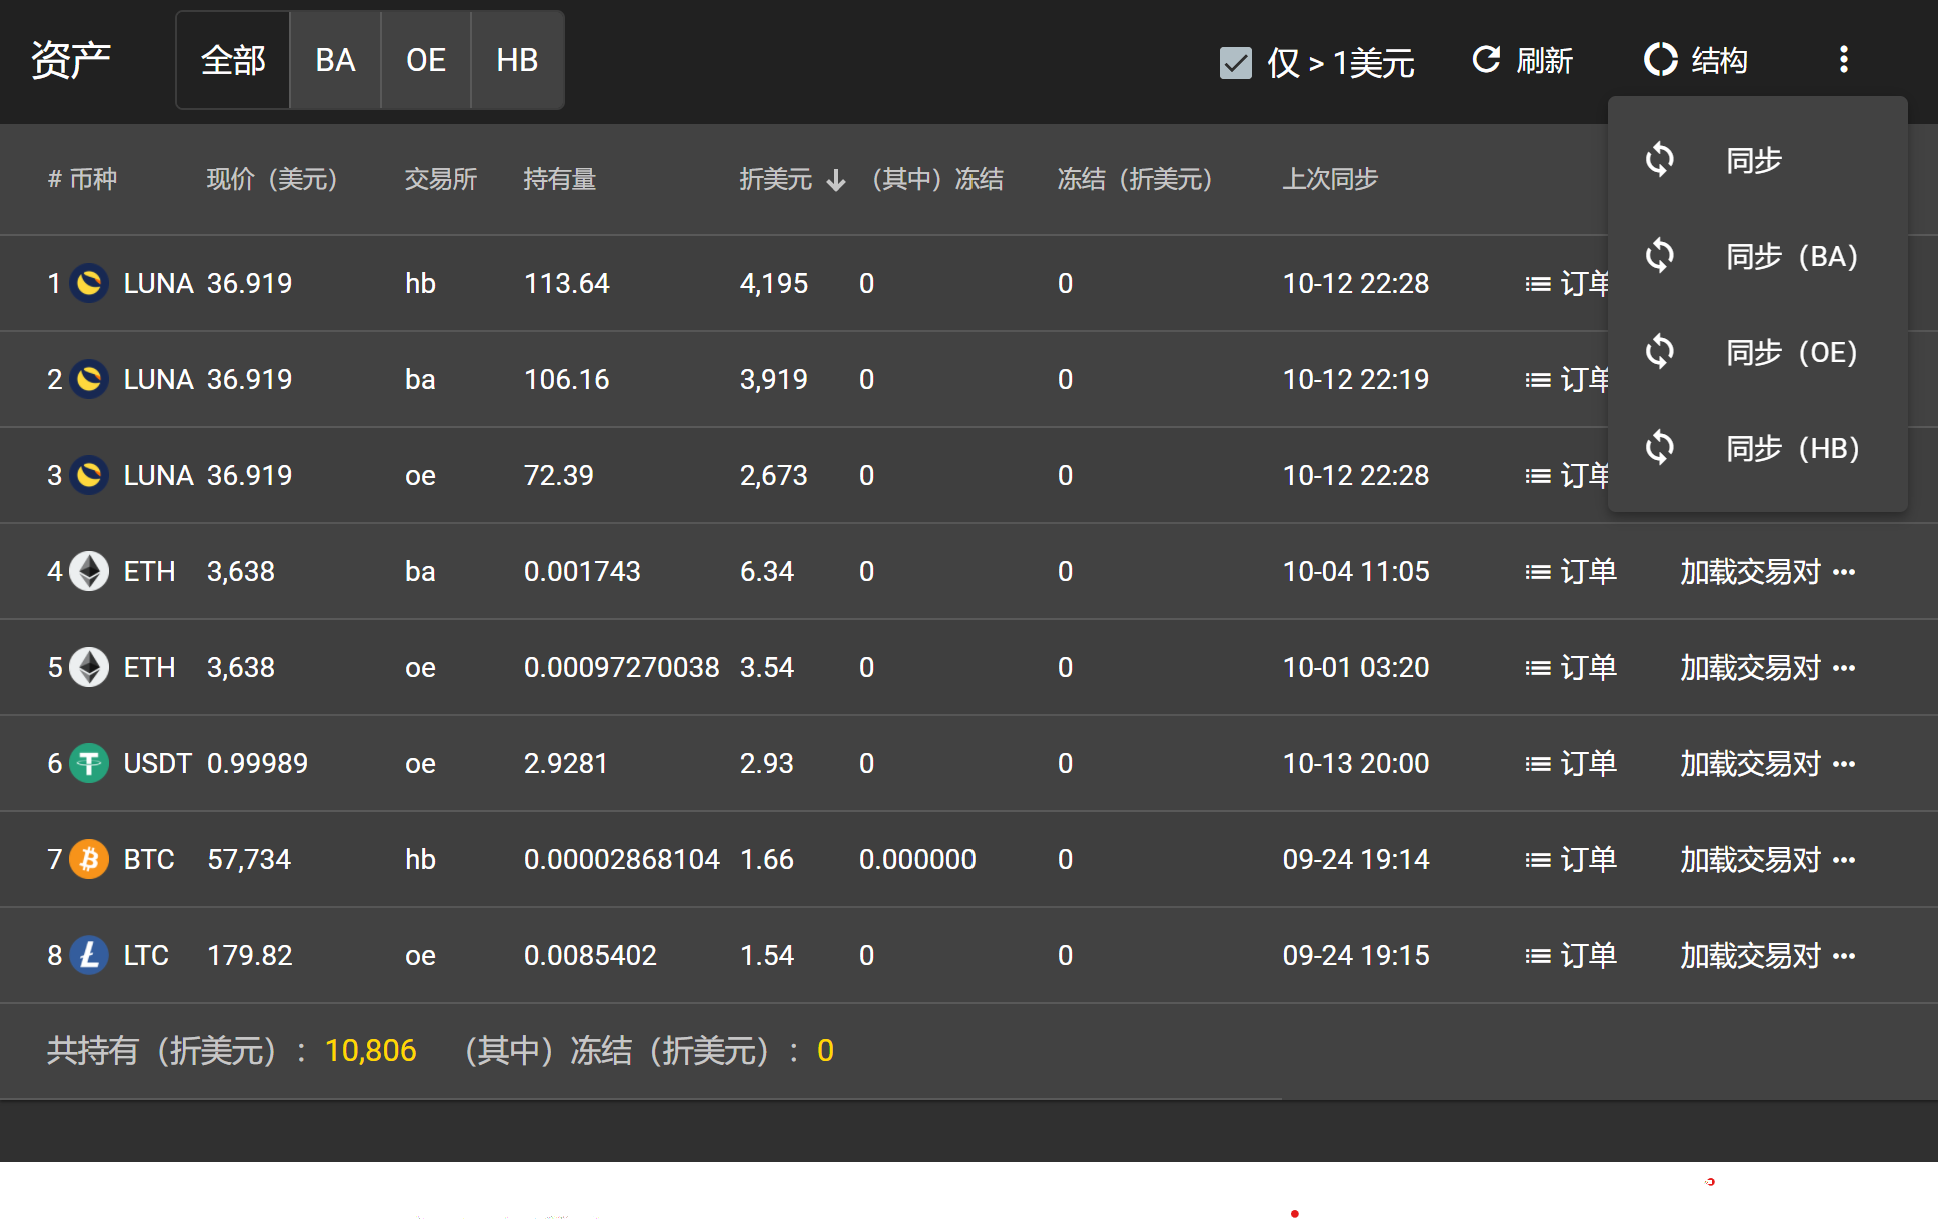 资产 全部 BA OE HB 仅 > 1美元 刷新 结构
同步
同步（BA）
同步（OE）
同步（HB）
# 币种 现价（美元） 交易所 持有量 折美元 （其中）冻结 冻结（折美元） 上次同步
1 LUNA 36.919 hb 113.64 4,195 0 0 10-12 22:28 订单
2 LUNA 36.919 ba 106.16 3,919 0 0 10-12 22:19 订单
3 LUNA 36.919 oe 72.39 2,673 0 0 10-12 22:28 订单
4 ETH 3,638 ba 0.001743 6.34 0 0 10-04 11:05 订单 加载交易对
5 ETH 3,638 oe 0.00097270038 3.54 0 0 10-01 03:20 订单 加载交易对
6 USDT 0.99989 oe 2.9281 2.93 0 0 10-13 20:00 订单 加载交易对
7 BTC 57,734 hb 0.00002868104 1.66 0.000000 0 09-24 19:14 订单 加载交易对
8 LTC 179.82 oe 0.0085402 1.54 0 0 09-24 19:15 订单 加载交易对
共持有（折美元）: 10,806 （其中）冻结（折美元）: 0